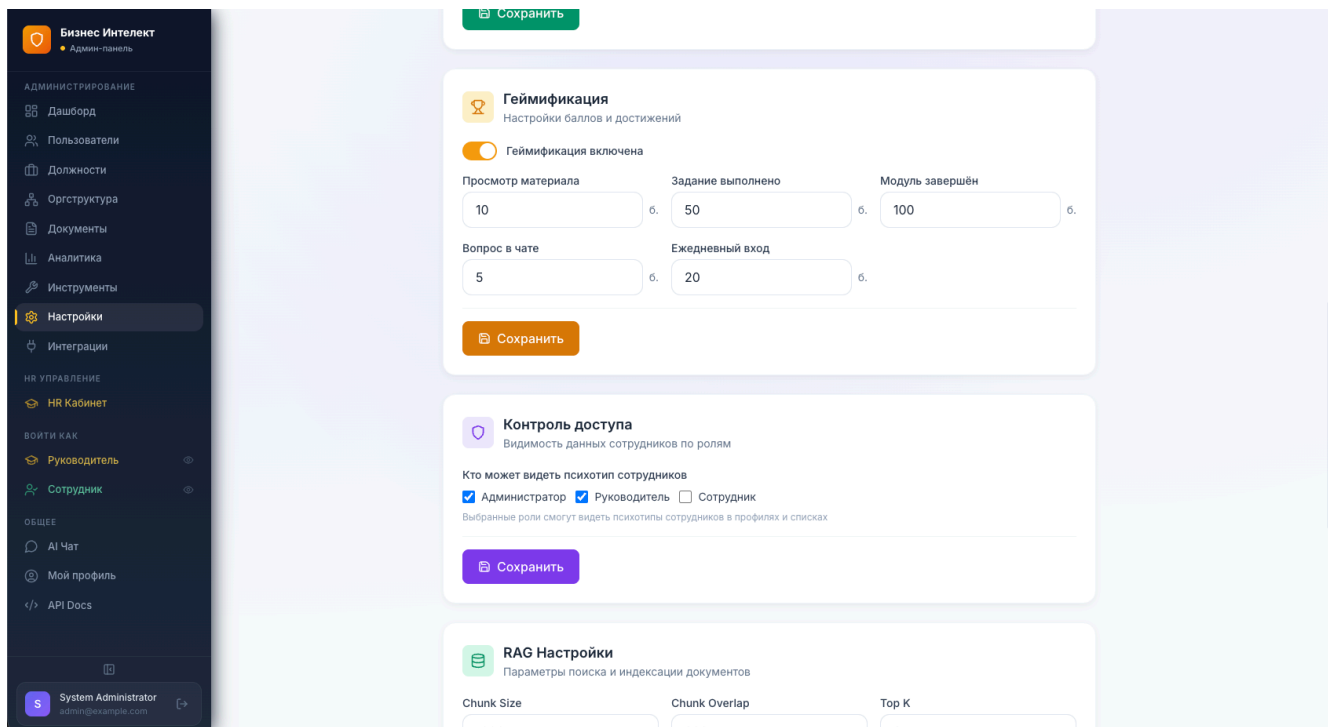 Бизнес Интелект
Админ-панель
АДМИНИСТРИРОВАНИЕ
Дашборд
Пользователи
Должности
Оргструктура
Документы
Аналитика
Инструменты
Настройки
Интеграции
HR УПРАВЛЕНИЕ
HR Кабинет
ВОЙТИ КАК
Руководитель
Сотрудник
ОБЩЕЕ
AI Чат
Мой профиль
API Docs
S
System Administrator
admin@example.com
Сохранить
Геймификация
Настройки баллов и достижений
Геймификация включена
Просмотр материала Задание выполнено Модуль завершён
10 б. 50 б. 100 б.
Вопрос в чате Ежедневный вход
5 б. 20 б.
Сохранить
Контроль доступа
Видимость данных сотрудников по ролям
Кто может видеть психотип сотрудников
Администратор Руководитель Сотрудник
Выбранные роли смогут видеть психотипы сотрудников в профилях и списках
Сохранить
RAG Настройки
Параметры поиска и индексации документов
Chunk Size Chunk Overlap Top K